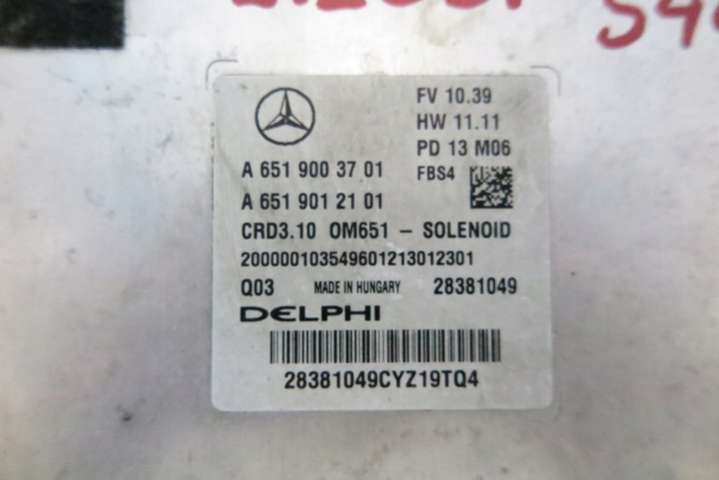 FV 10.39
HW 11.11
PD 13 M06
A 651 900 37 01
FBS4
A 651 901 21 01
CRD3.10 OM651 – SOLENOID
200000103549601213012301
Q03 MADE IN HUNGARY 28381049
DELPHI
28381049CYZ19TQ4